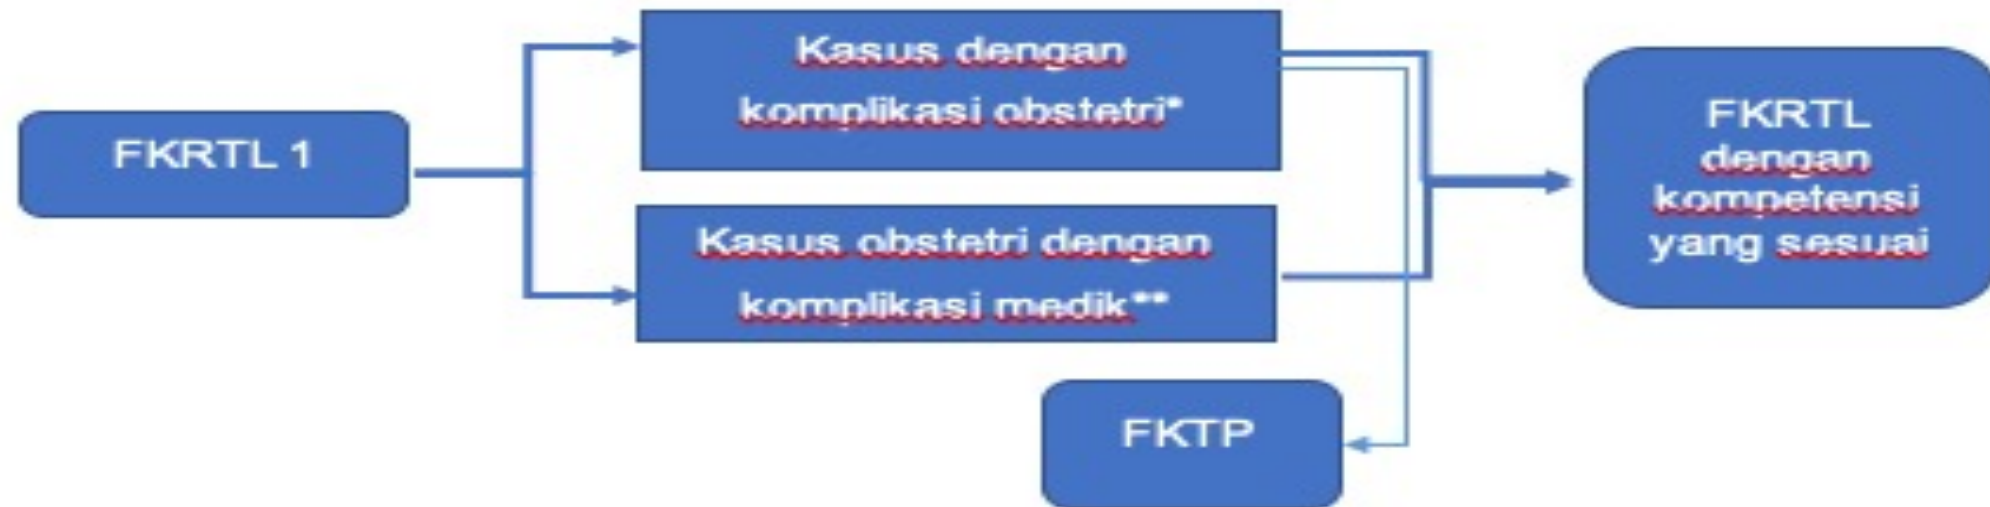 FKRTL 1
Kasus dengan
komplikasi obstetri*
Kasus obstetri dengan
komplikasi medik**
FKRTL
dengan
kompetensi
yang sesuai
FKTP